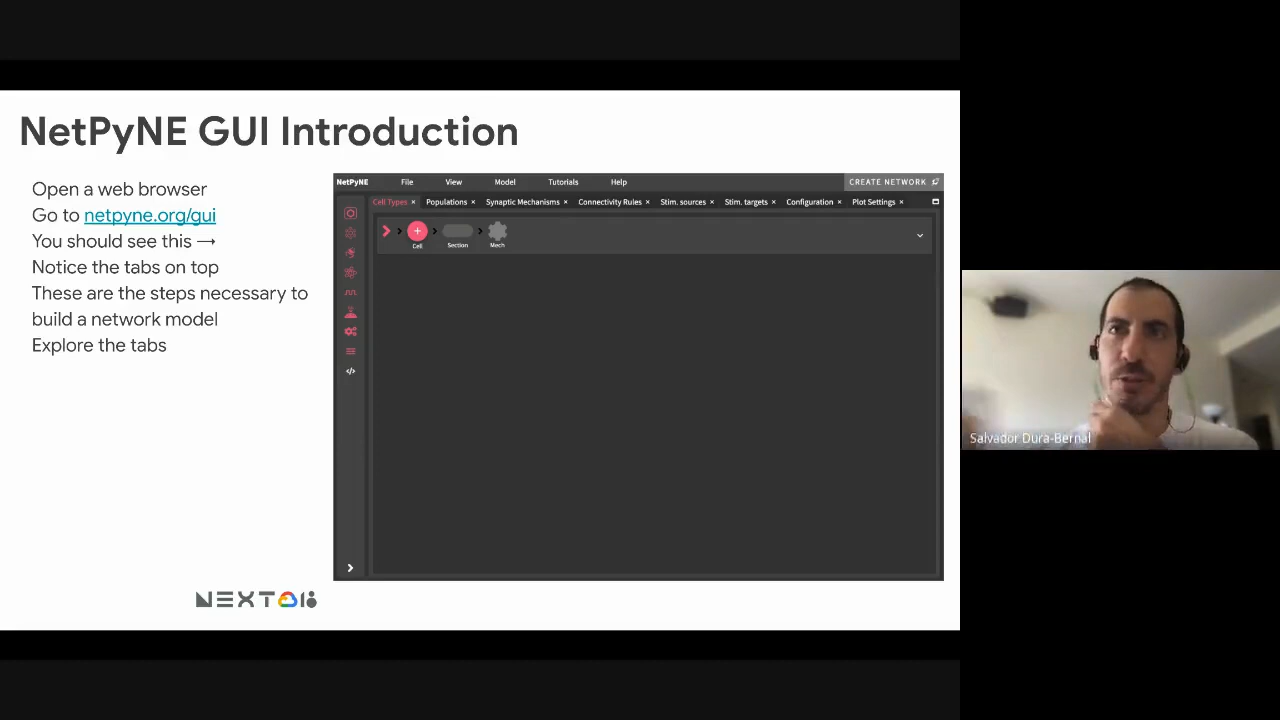 NetPyNE GUI Introduction
Open a web browser
Go to netpyne.org/gui
You should see this →
Notice the tabs on top
These are the steps necessary to
build a network model
Explore the tabs
NetPyNE File View Model Tutorials Help CREATE NETWORK
Cell Types × Populations × Synaptic Mechanisms × Connectivity Rules × Stim. sources × Stim. targets × Configuration × Plot Settings ×
Cell Section Mech
</>
NEXT 18
Salvador Dura-Bernal